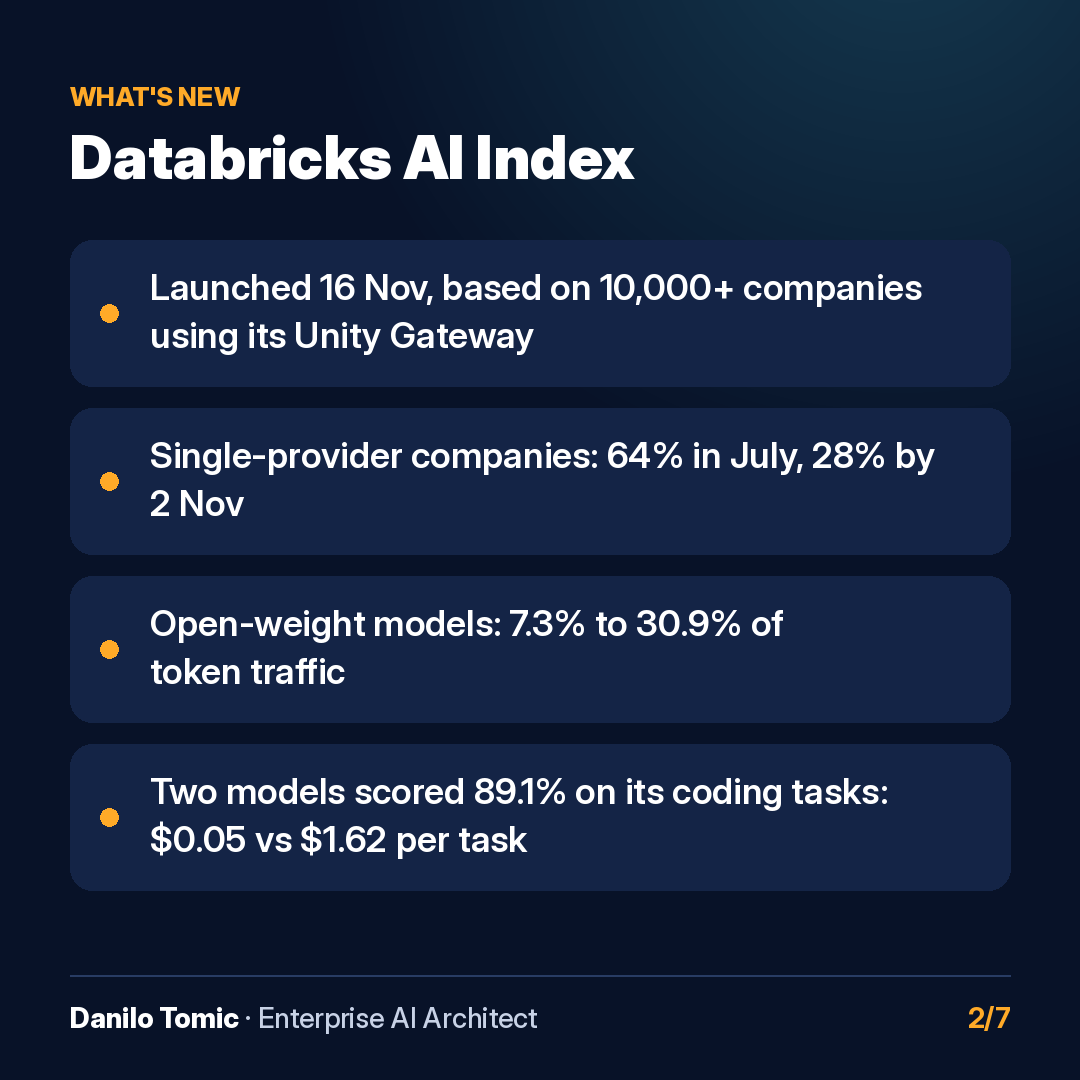 WHAT'S NEW
Databricks AI Index
Launched 16 Nov, based on 10,000+ companies
using its Unity Gateway
Single-provider companies: 64% in July, 28% by
2 Nov
Open-weight models: 7.3% to 30.9% of
token traffic
Two models scored 89.1% on its coding tasks:
$0.05 vs $1.62 per task
Danilo Tomic · Enterprise AI Architect
2/7